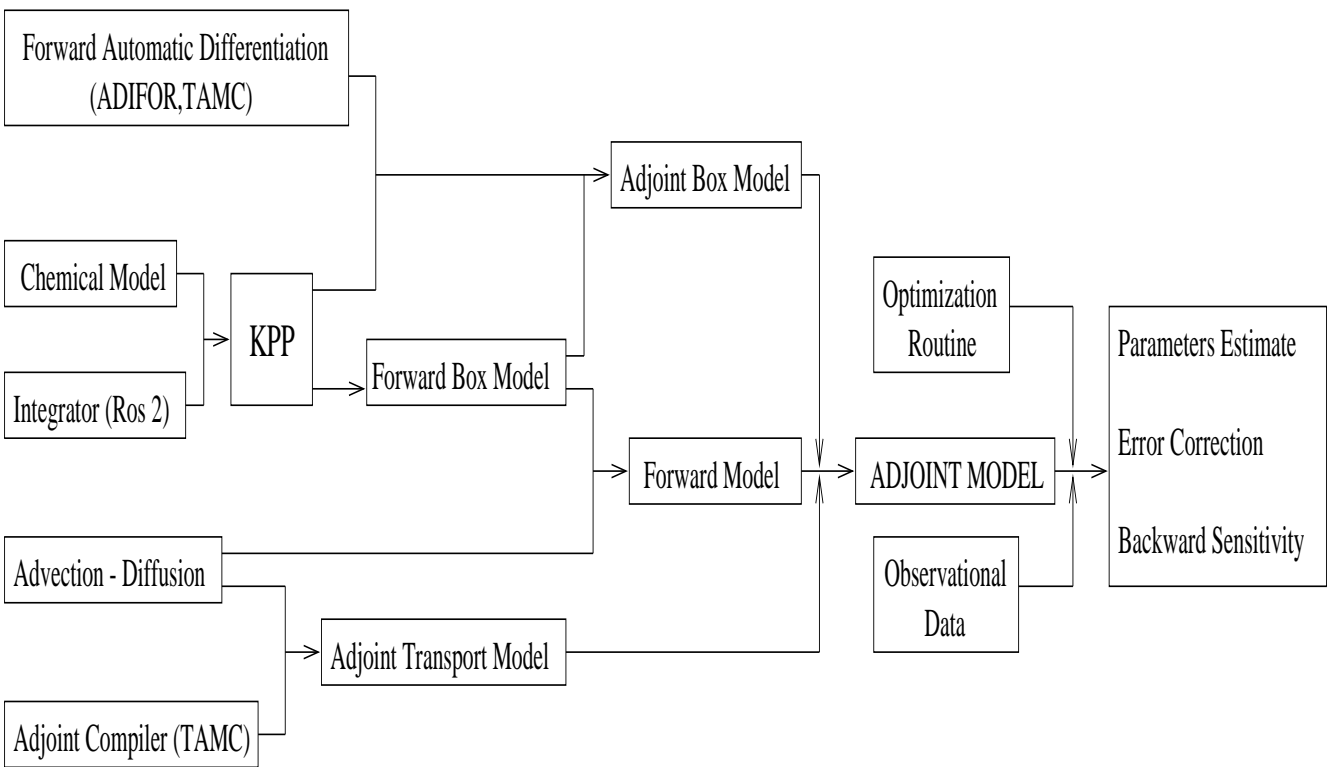 Forward Automatic Differentiation
(ADIFOR,TAMC)
Adjoint Box Model
Chemical Model
KPP
Integrator (Ros 2)
Forward Box Model
Optimization
Routine
Parameters Estimate
Error Correction
Backward Sensitivity
Forward Model
ADJOINT MODEL
Advection - Diffusion
Observational
Data
Adjoint Transport Model
Adjoint Compiler (TAMC)